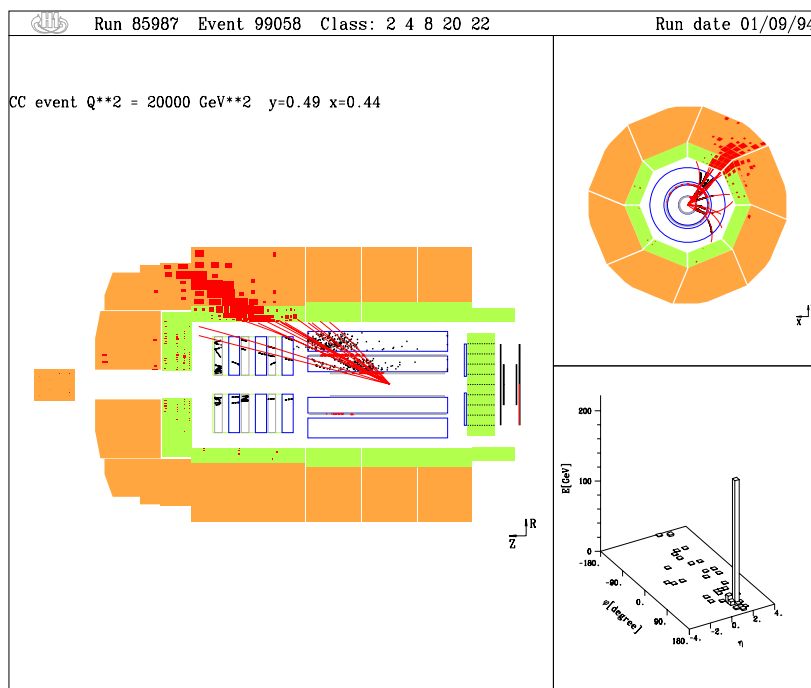 H1 Run 85987 Event 99058 Class: 2 4 8 20 22 Run date 01/09/94
CC event Q**2 = 20000 GeV**2 y=0.49 x=0.44
R
Z
X
E[GeV]
200
100
0
-180.
-90.
0.
90.
180.
φ[degree]
-4.
-2.
0.
2.
4.
η